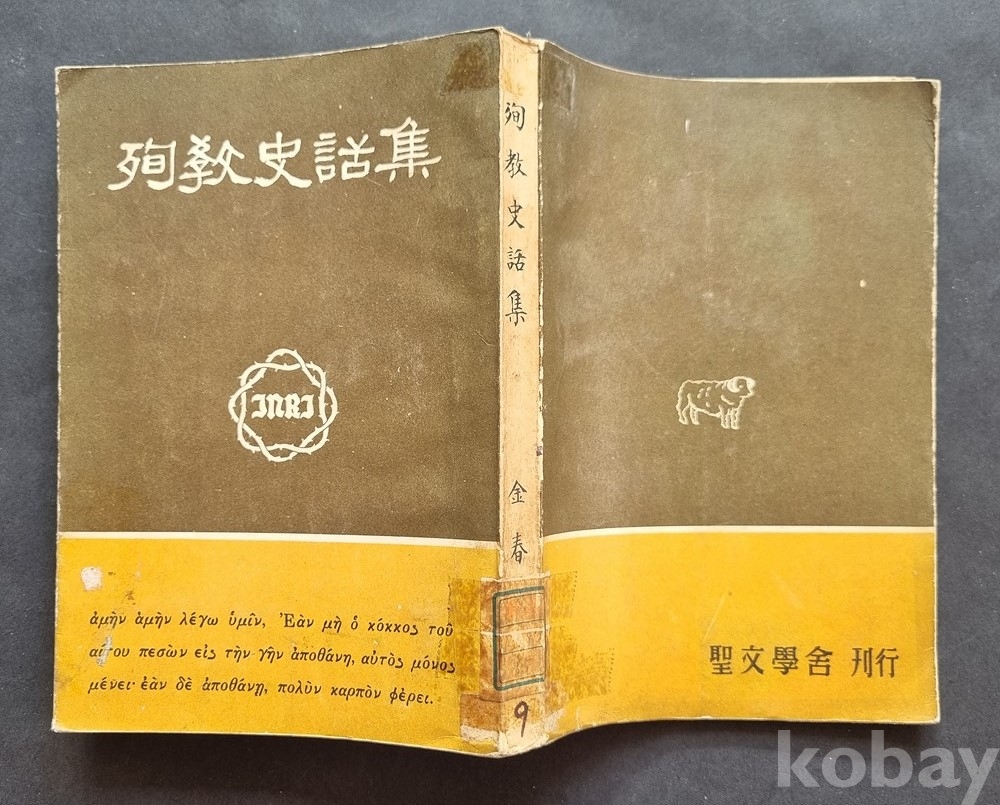 殉敎史話集
INRI
ἀμὴν ἀμὴν λέγω ὑμῖν, Ἐὰν μὴ ὁ κόκκος τοῦ
πεσὼν εἰς τὴν γῆν ἀποθάνῃ, αὐτὸς μόνος
μένει· ἐὰν δὲ ἀποθάνῃ, πολὺν καρπὸν φέρει.
殉教史話集
金春
9
聖文學舍 刊行
kobay